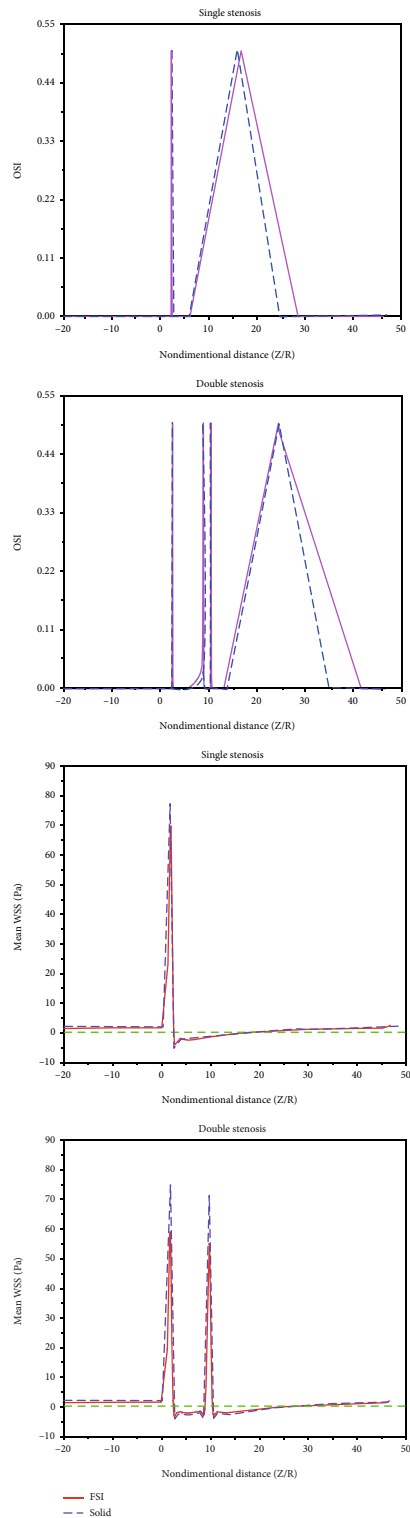 Single stenosis
0.55
0.44
0.33
0.22
0.11
0.00
OSI
–20 –10 0 10 20 30 40 50
Nondimentional distance (Z/R)
Double stenosis
0.55
0.44
0.33
0.22
0.11
0.00
OSI
–20 –10 0 10 20 30 40 50
Nondimentional distance (Z/R)
Single stenosis
90
80
70
60
50
40
30
20
10
0
–10
Mean WSS (Pa)
–20 –10 0 10 20 30 40 50
Nondimentional distance (Z/R)
Double stenosis
90
80
70
60
50
40
30
20
10
0
–10
Mean WSS (Pa)
–20 –10 0 10 20 30 40 50
Nondimentional distance (Z/R)
FSI
Solid